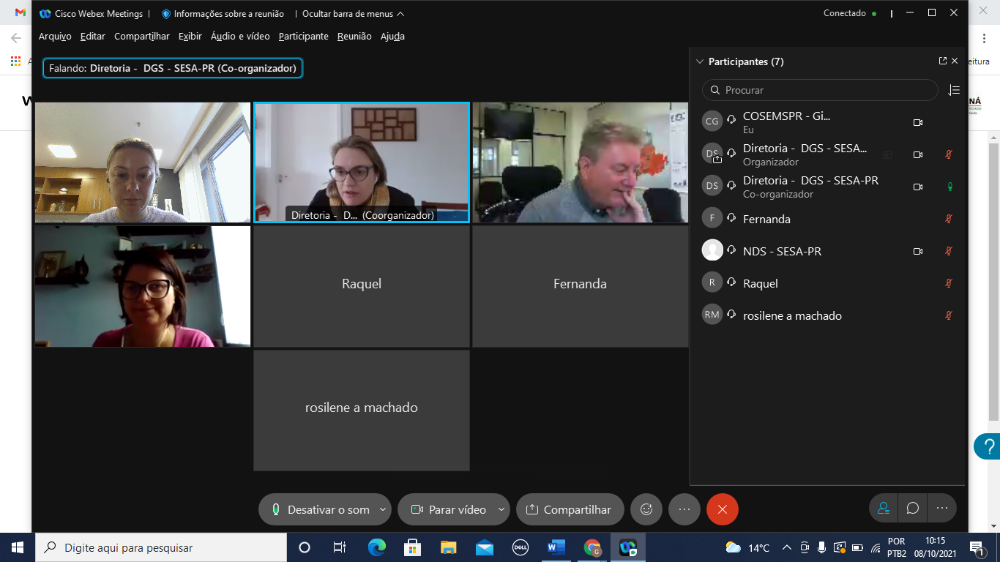 Cisco Webex Meetings | Informações sobre a reunião | Ocultar barra de menus
Conectado
Arquivo Editar Compartilhar Exibir Áudio e vídeo Participante Reunião Ajuda
Falando: Diretoria - DGS - SESA-PR (Co-organizador)
Participantes (7)
Procurar
CG COSEMSPR - Gi...
Eu
DS Diretoria - DGS - SESA...
Organizador
DS Diretoria - DGS - SESA-PR
Co-organizador
F Fernanda
NDS - SESA-PR
R Raquel
RM rosilene a machado
Diretoria - D... (Coorganizador)
Raquel
Fernanda
rosilene a machado
Desativar o som
Parar vídeo
Compartilhar
eitura
NÁ
?
Digite aqui para pesquisar
DELL
14°C
POR
PTB2
10:15
08/10/2021
1